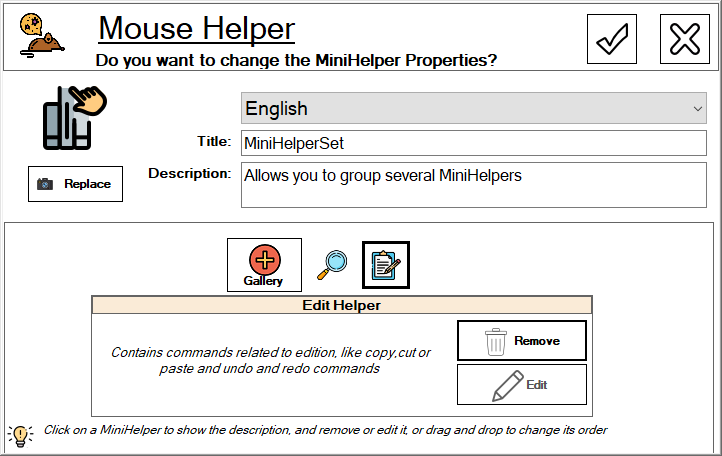 Mouse Helper
Do you want to change the MiniHelper Properties?
English
Title:
MiniHelperSet
Replace
Description:
Allows you to group several MiniHelpers
Gallery
Edit Helper
Contains commands related to edition, like copy,cut or
paste and undo and redo commands
Remove
Edit
Click on a MiniHelper to show the description, and remove or edit it, or drag and drop to change its order